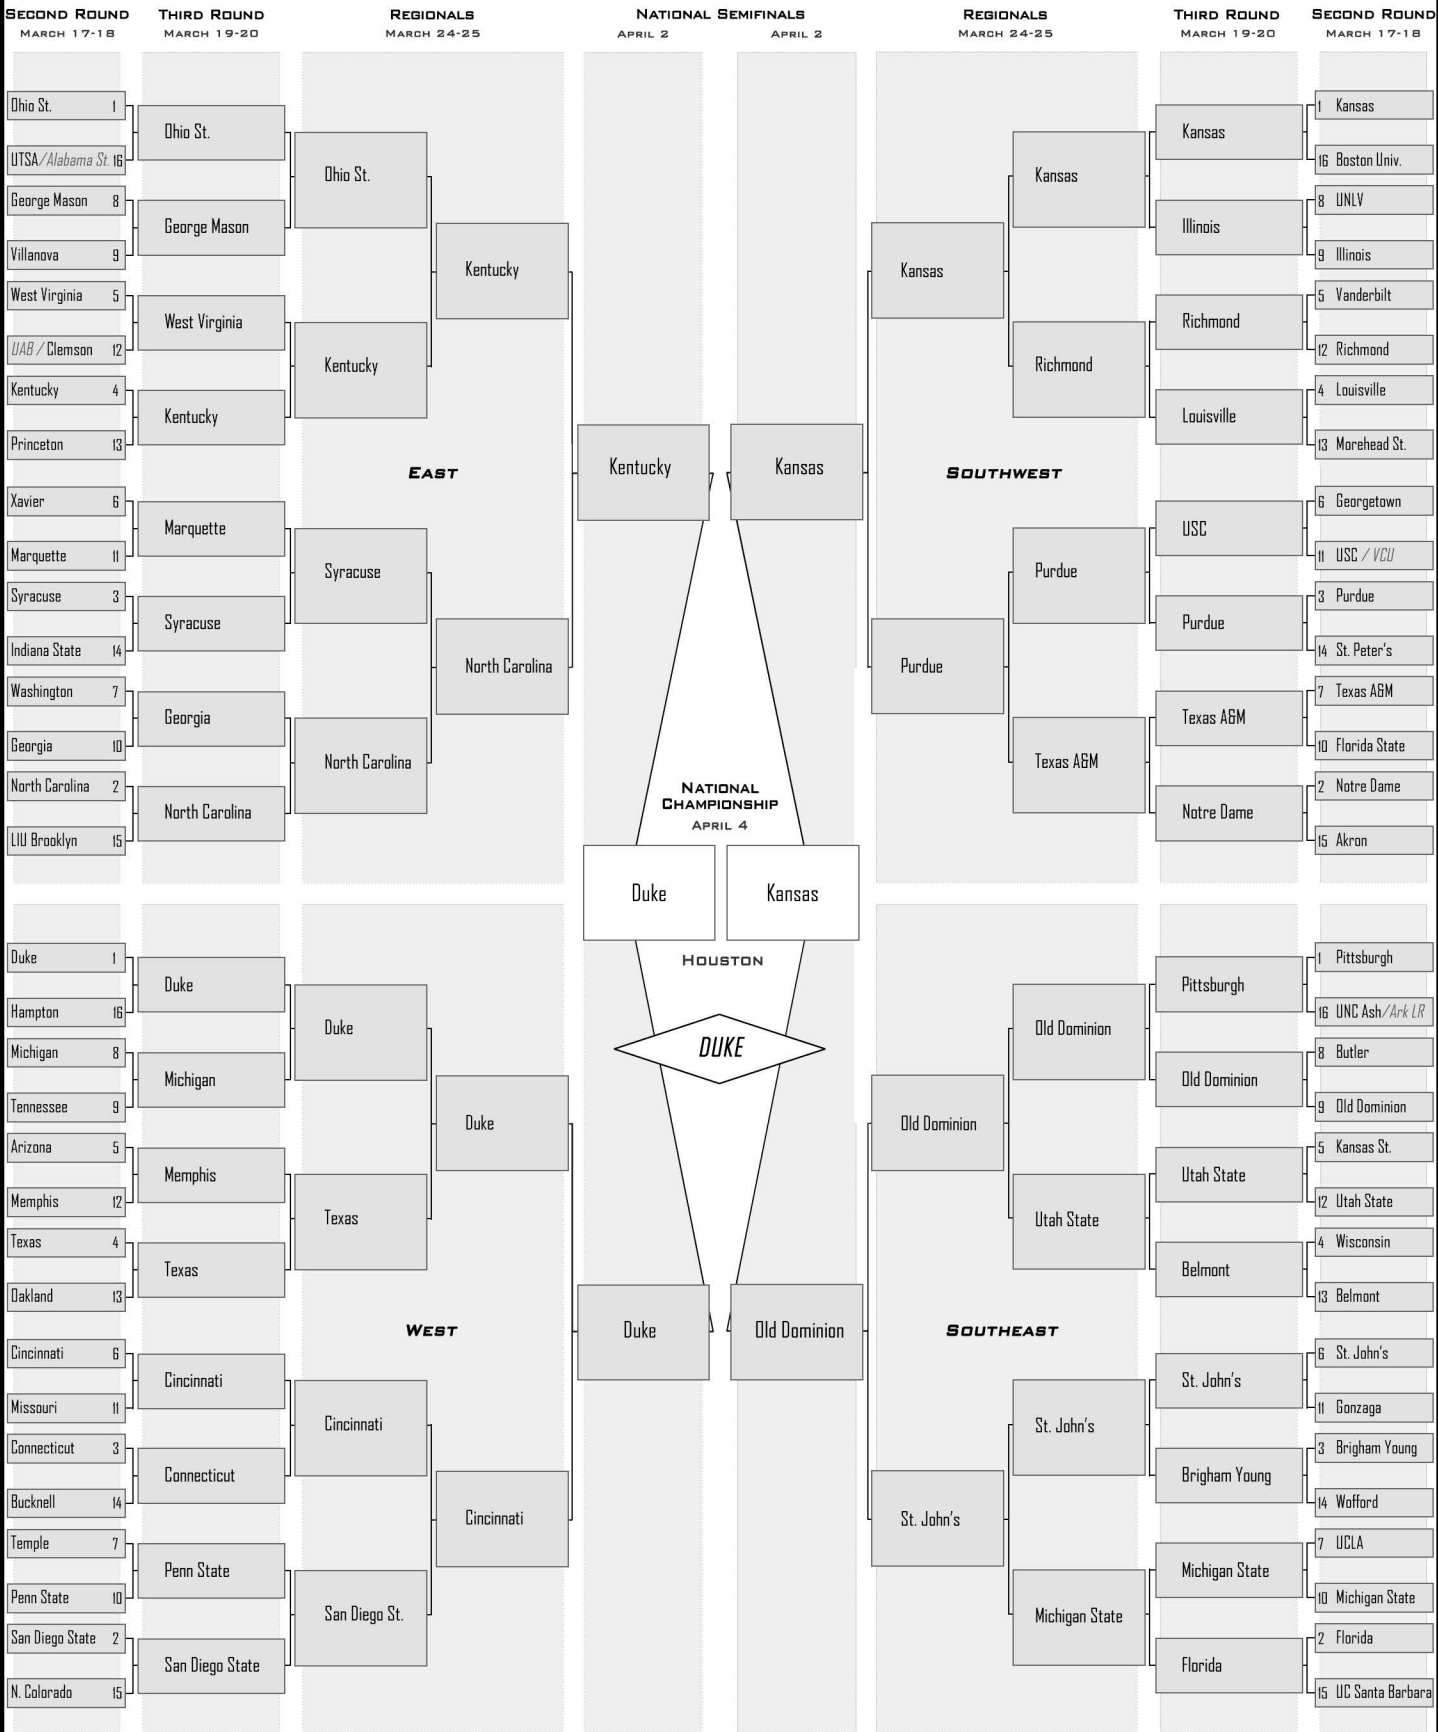 SECOND ROUND
MARCH 17-18
THIRD ROUND
MARCH 19-20
REGIONALS
MARCH 24-25
NATIONAL SEMIFINALS
APRIL 2
APRIL 2
REGIONALS
MARCH 24-25
THIRD ROUND
MARCH 19-20
SECOND ROUND
MARCH 17-18
Ohio St. 1
UTSA/Alabama St. 16
George Mason 8
Villanova 9
West Virginia 5
UAB / Clemson 12
Kentucky 4
Princeton 13
Xavier 6
Marquette 11
Syracuse 3
Indiana State 14
Washington 7
Georgia 10
North Carolina 2
LIU Brooklyn 15
Ohio St.
George Mason
West Virginia
Kentucky
Marquette
Syracuse
Georgia
North Carolina
Ohio St.
Kentucky
Syracuse
North Carolina
Kentucky
North Carolina
EAST
Kentucky
Kansas
SOUTHWEST
Kansas
Purdue
Kansas
Richmond
Purdue
Texas A&M
Kansas
Illinois
Richmond
Louisville
USC
Purdue
Texas A&M
Notre Dame
1 Kansas
16 Boston Univ.
8 UNLV
9 Illinois
5 Vanderbilt
12 Richmond
4 Louisville
13 Morehead St.
6 Georgetown
11 USC / VCU
3 Purdue
14 St. Peter's
7 Texas A&M
10 Florida State
2 Notre Dame
15 Akron
NATIONAL
CHAMPIONSHIP
APRIL 4
Duke
Kansas
HOUSTON
DUKE
Duke 1
Hampton 16
Michigan 8
Tennessee 9
Arizona 5
Memphis 12
Texas 4
Oakland 13
Cincinnati 6
Missouri 11
Connecticut 3
Bucknell 14
Temple 7
Penn State 10
San Diego State 2
N. Colorado 15
Duke
Michigan
Memphis
Texas
Cincinnati
Connecticut
Penn State
San Diego State
Duke
Texas
Cincinnati
San Diego St.
Duke
Cincinnati
WEST
Duke
Old Dominion
SOUTHEAST
Old Dominion
St. John's
Old Dominion
Utah State
St. John's
Michigan State
Pittsburgh
Old Dominion
Utah State
Belmont
St. John's
Brigham Young
Michigan State
Florida
1 Pittsburgh
16 UNC Ash/Ark LR
8 Butler
9 Old Dominion
5 Kansas St.
12 Utah State
4 Wisconsin
13 Belmont
6 St. John's
11 Gonzaga
3 Brigham Young
14 Wofford
7 UCLA
10 Michigan State
2 Florida
15 UC Santa Barbara